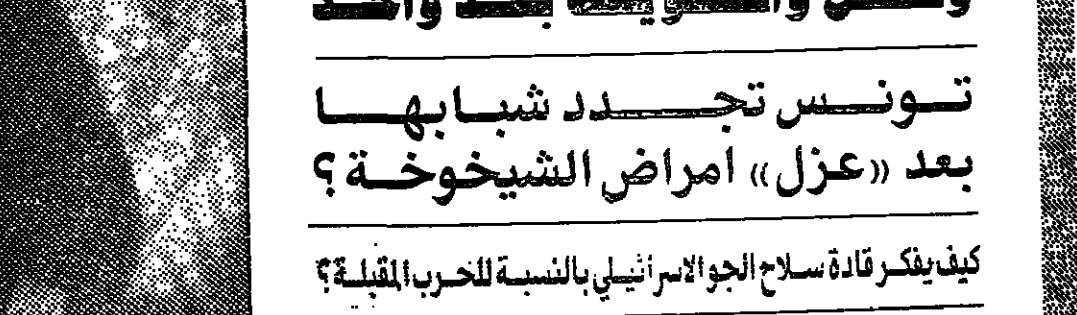 تونس تجدد شبابها
بعد «عزل» امراض الشيخوخة؟
كيف يفكر قادة سلاح الجو الاسرائيلي بالنسبة للحرب المقبلة؟